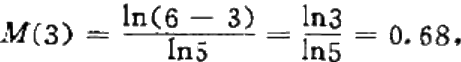 M(3) = ln(6 − 3)/ln5 = ln3/ln5 = 0.68,